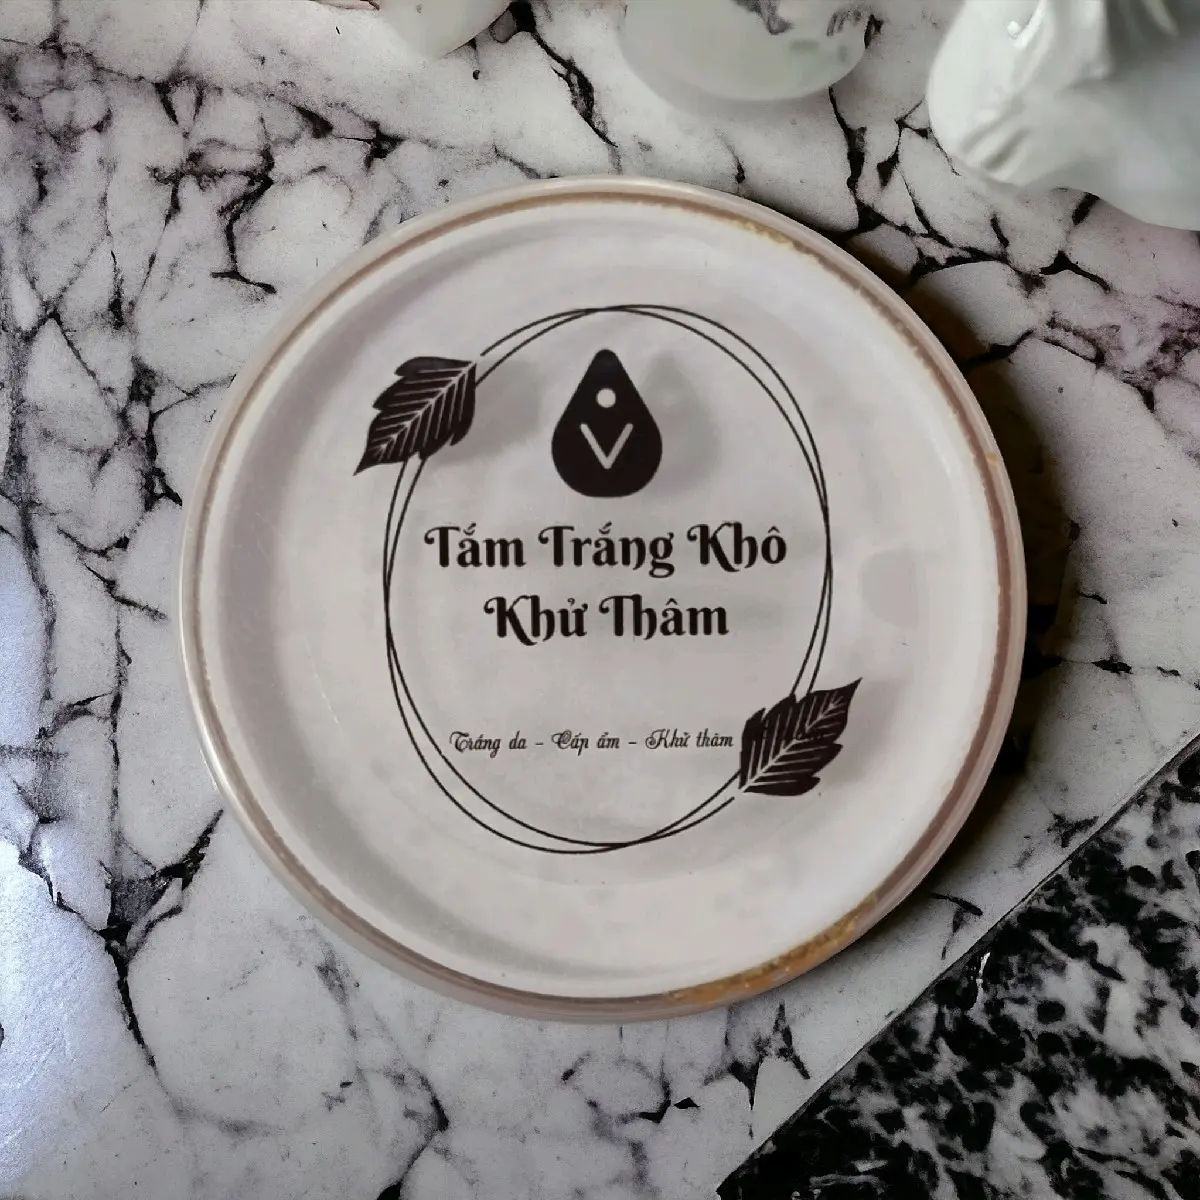 V
Tắm Trắng Khô
Khử Thâm
Trắng da - Cấp ẩm - Khử thâm